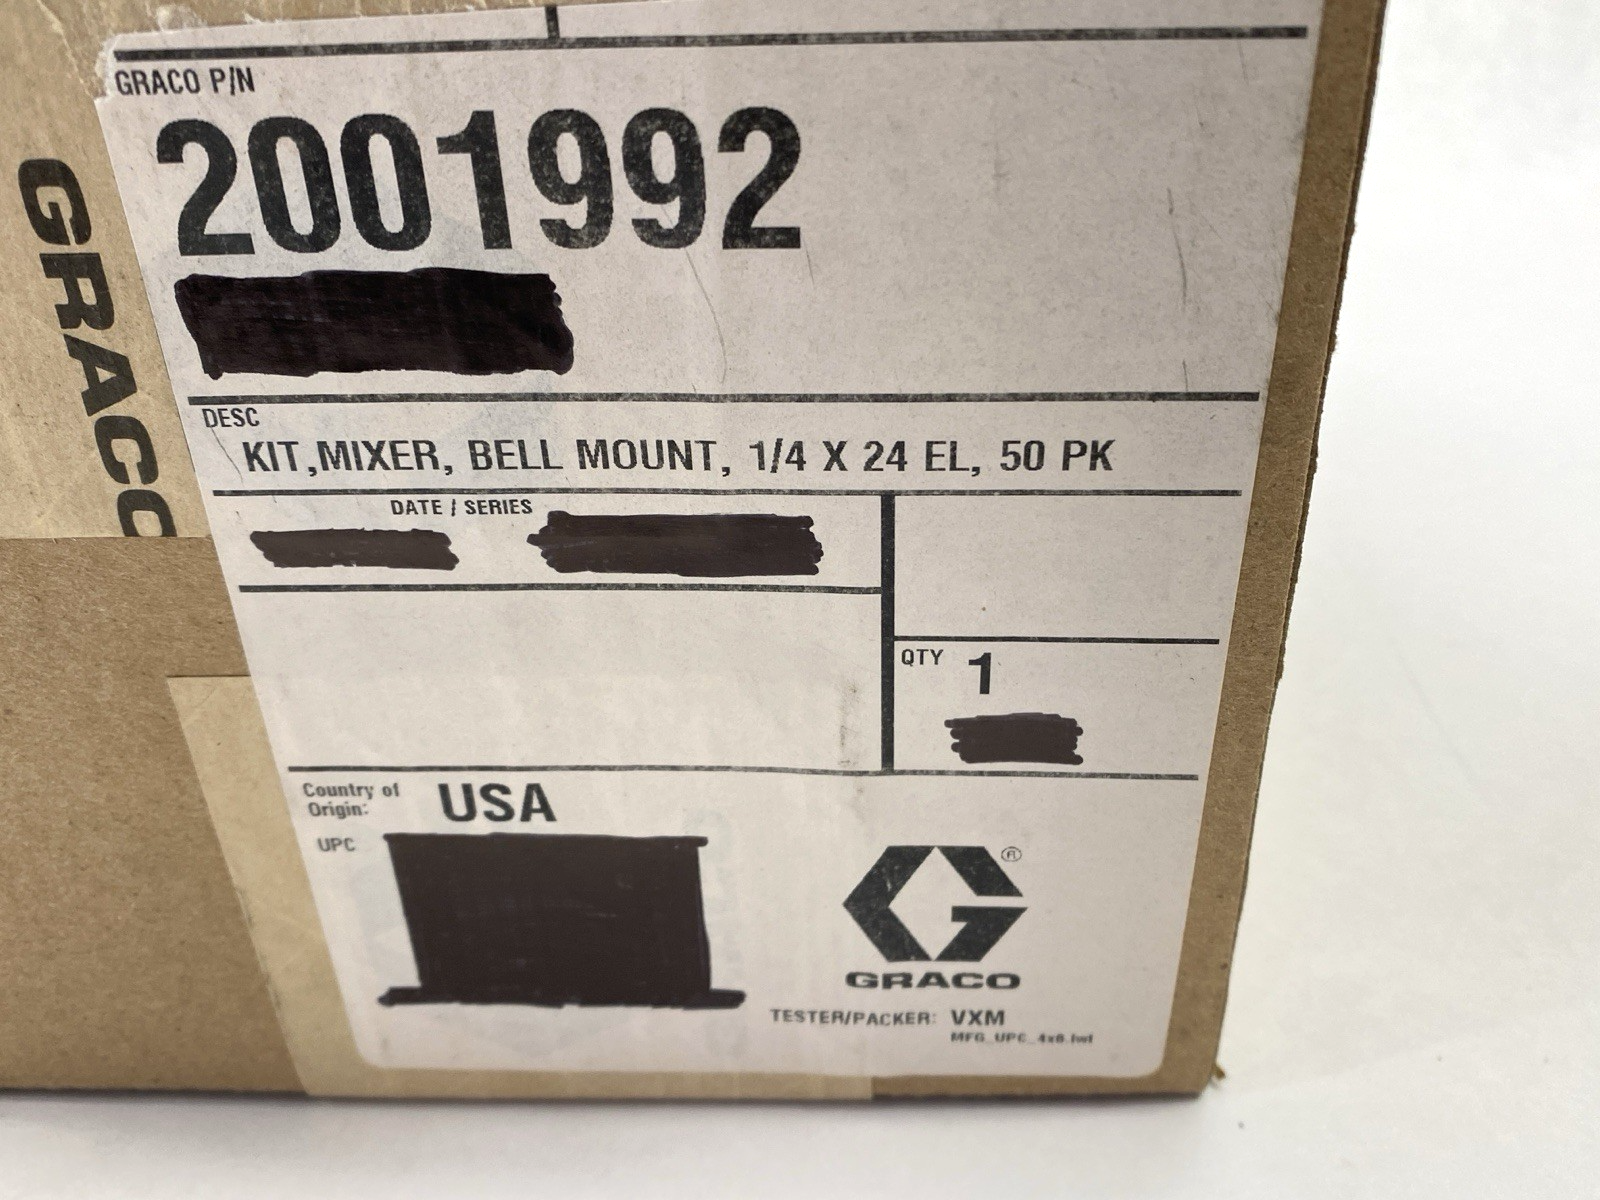 GRACO P/N
2001992
GRACO
DESC
KIT,MIXER, BELL MOUNT, 1/4 X 24 EL, 50 PK
DATE / SERIES
QTY 1
Country of
Origin: USA
UPC
GRACO
TESTER/PACKER: VXM